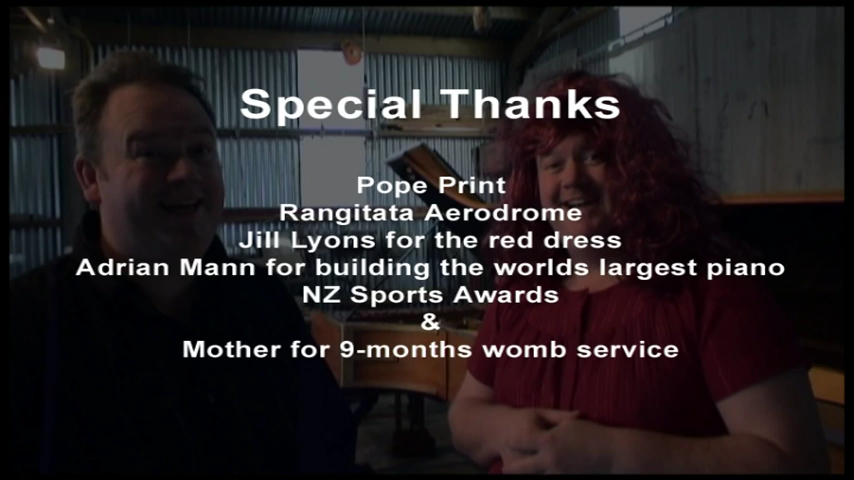 Special Thanks
Pope Print
Rangitata Aerodrome
Jill Lyons for the red dress
Adrian Mann for building the worlds largest piano
NZ Sports Awards
&
Mother for 9-months womb service